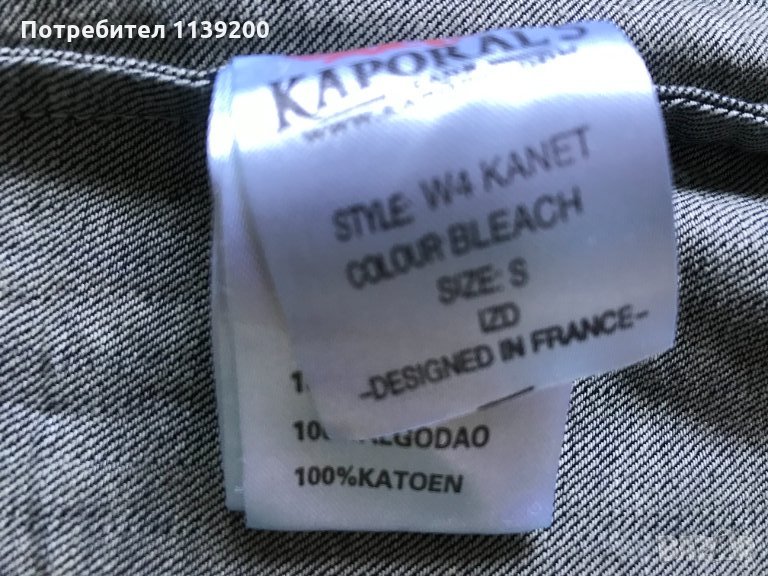 Потребител 1139200
KAPORAL'S
STYLE: W4 KANET
COLOUR BLEACH
SIZE: S
IZD
-DESIGNED IN FRANCE-
100%KATOEN